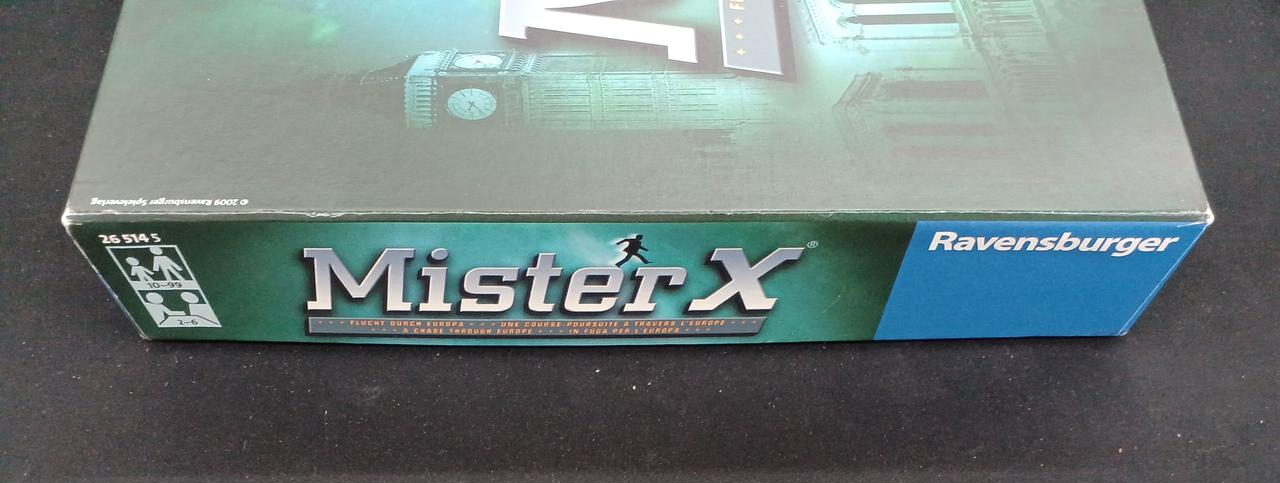 © 2009 Ravensburger Spieleverlag
26 514 5
10-99
2-6
Mister X®
FLUCHT DURCH EUROPA • • • UNE COURSE-POURSUITE À TRAVERS L'EUROPE
A CHASE THROUGH EUROPE • • • IN FUGA PER L'EUROPA
Ravensburger